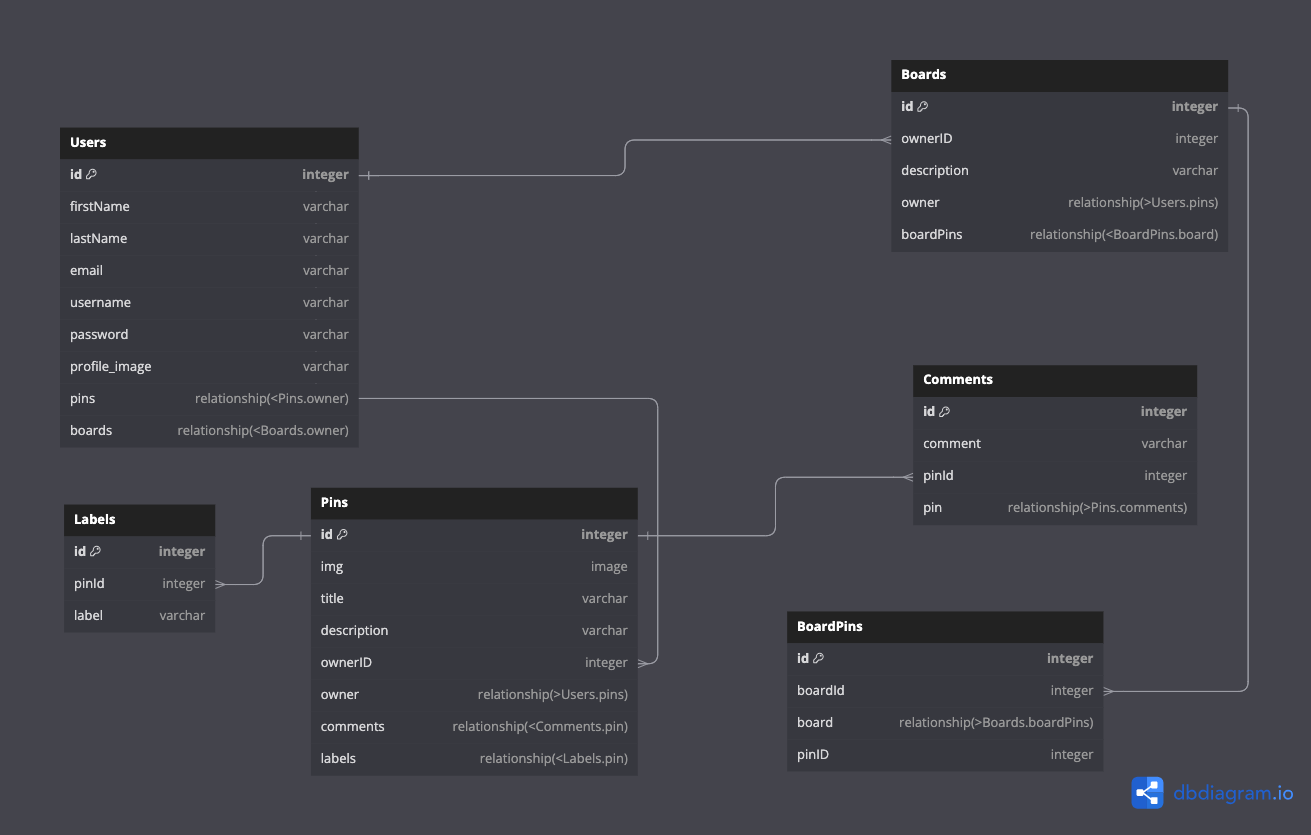 Users
id integer
firstName varchar
lastName varchar
email varchar
username varchar
password varchar
profile_image varchar
pins relationship(<Pins.owner)
boards relationship(<Boards.owner)
Boards
id integer
ownerID integer
description varchar
owner relationship(>Users.pins)
boardPins relationship(<BoardPins.board)
Comments
id integer
comment varchar
pinId integer
pin relationship(>Pins.comments)
Labels
id integer
pinId integer
label varchar
Pins
id integer
img image
title varchar
description varchar
ownerID integer
owner relationship(>Users.pins)
comments relationship(<Comments.pin)
labels relationship(<Labels.pin)
BoardPins
id integer
boardId integer
board relationship(>Boards.boardPins)
pinID integer
dbdiagram.io